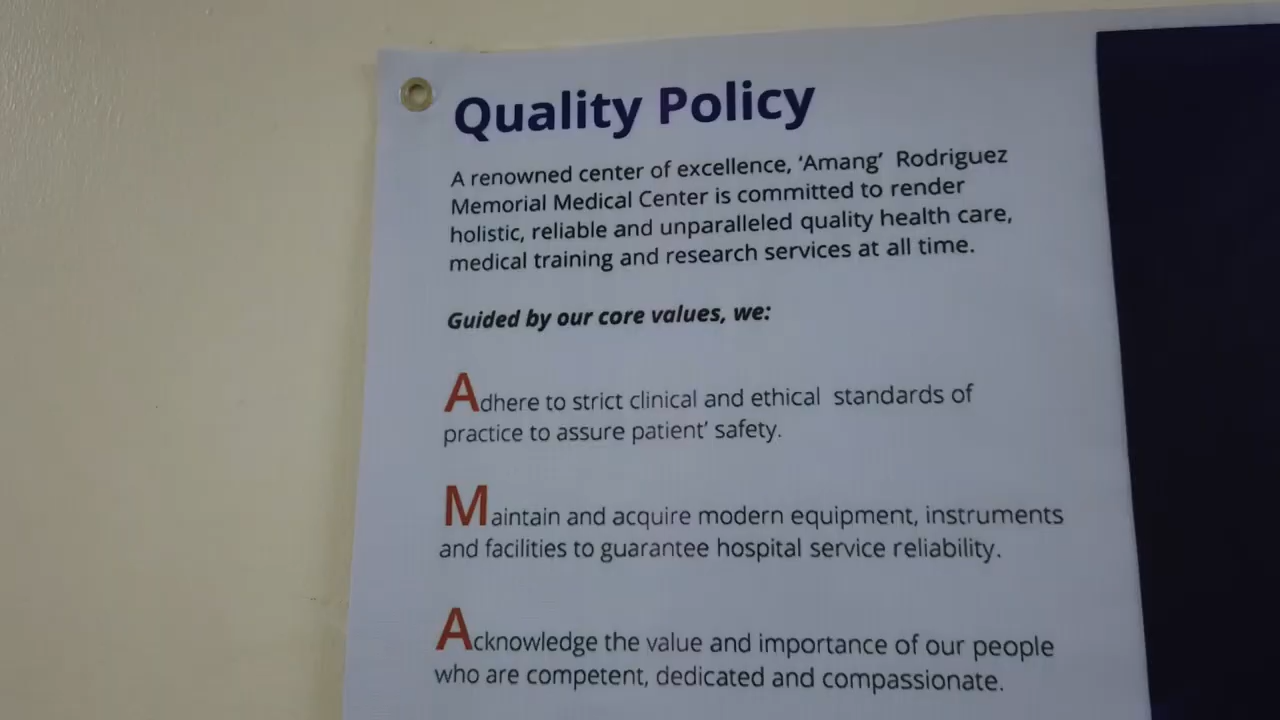 Quality Policy
A renowned center of excellence, ‘Amang’ Rodriguez
Memorial Medical Center is committed to render
holistic, reliable and unparalleled quality health care,
medical training and research services at all time.
Guided by our core values, we:
Adhere to strict clinical and ethical standards of
practice to assure patient’ safety.
Maintain and acquire modern equipment, instruments
and facilities to guarantee hospital service reliability.
Acknowledge the value and importance of our people
who are competent, dedicated and compassionate.